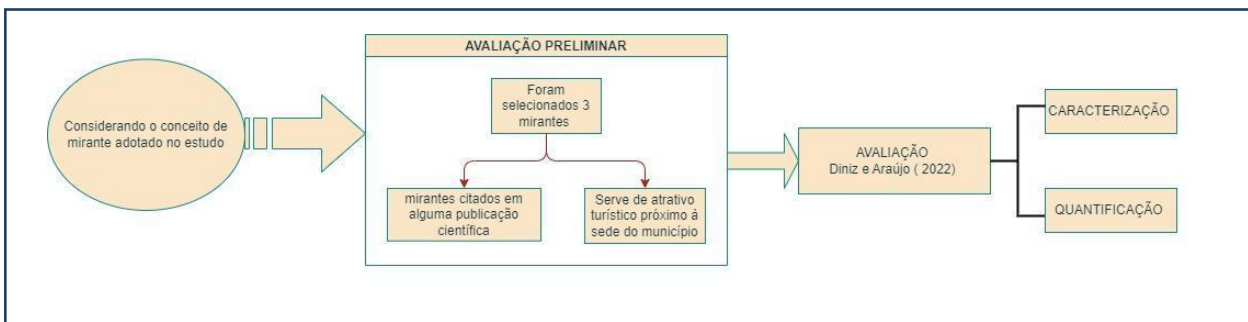 Considerando o conceito de
mirante adotado no estudo
AVALIAÇÃO PRELIMINAR
Foram
selecionados 3
mirantes
mirantes citados em
alguma publicação
científica
Serve de atrativo
turístico próximo à
sede do município
AVALIAÇÃO
Diniz e Araújo ( 2022)
CARACTERIZAÇÃO
QUANTIFICAÇÃO